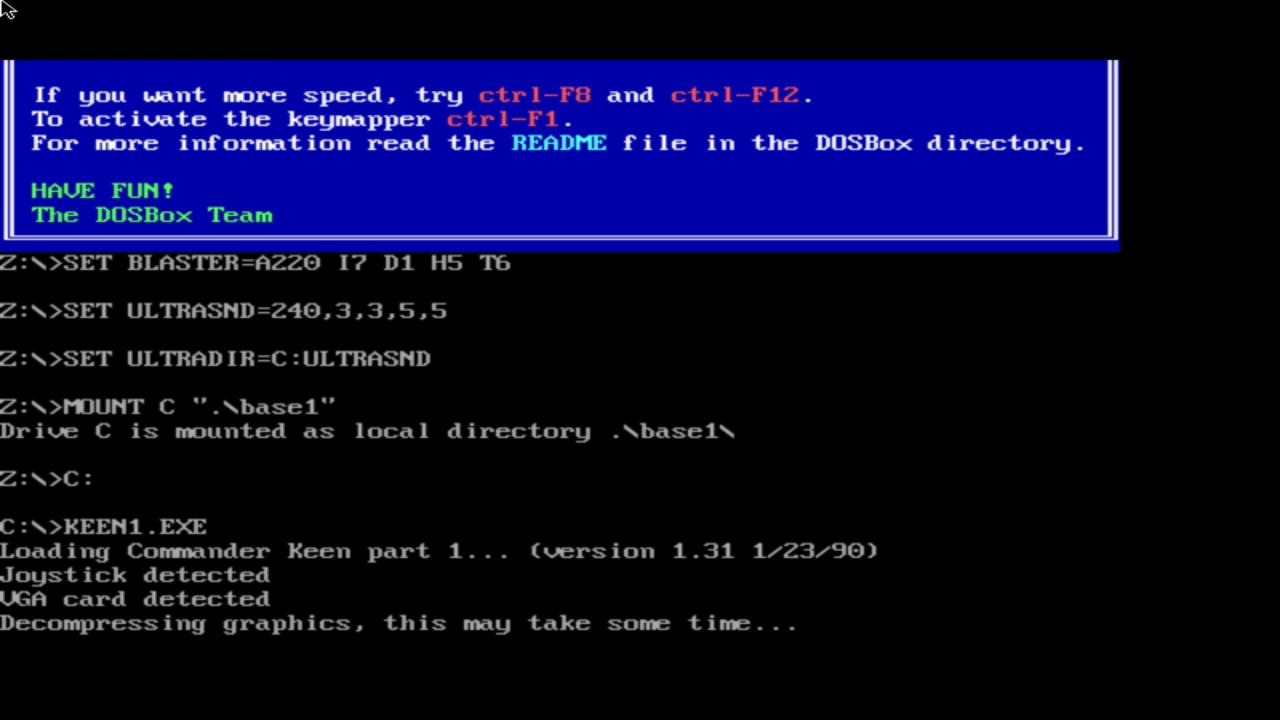 If you want more speed, try ctrl-F8 and ctrl-F12.
To activate the keymapper ctrl-F1.
For more information read the README file in the DOSBox directory.
HAVE FUN!
The DOSBox Team
Z:\>SET BLASTER=A220 I7 D1 H5 T6
Z:\>SET ULTRASND=240,3,3,5,5
Z:\>SET ULTRADIR=C:ULTRASND
Z:\>MOUNT C ".\base1"
Drive C is mounted as local directory .\base1\
Z:\>C:
C:\>KEEN1.EXE
Loading Commander Keen part 1... (version 1.31 1/23/90)
Joystick detected
VGA card detected
Decompressing graphics, this may take some time...